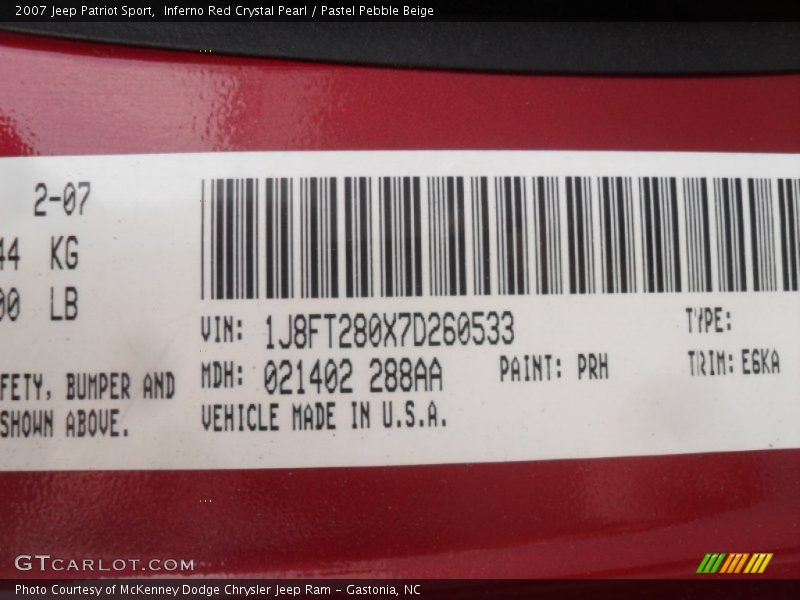 2007 Jeep Patriot Sport,  Inferno Red Crystal Pearl / Pastel Pebble Beige
2-07
44 KG
00 LB
VIN: 1J8FT280X7D260533 TYPE:
MDH: 021402 288AA PAINT: PRH TRIM: E6KA
FETY, BUMPER AND
SHOWN ABOVE.
VEHICLE MADE IN U.S.A.
GTCARLOT.COM
Photo Courtesy of McKenney Dodge Chrysler Jeep Ram – Gastonia, NC